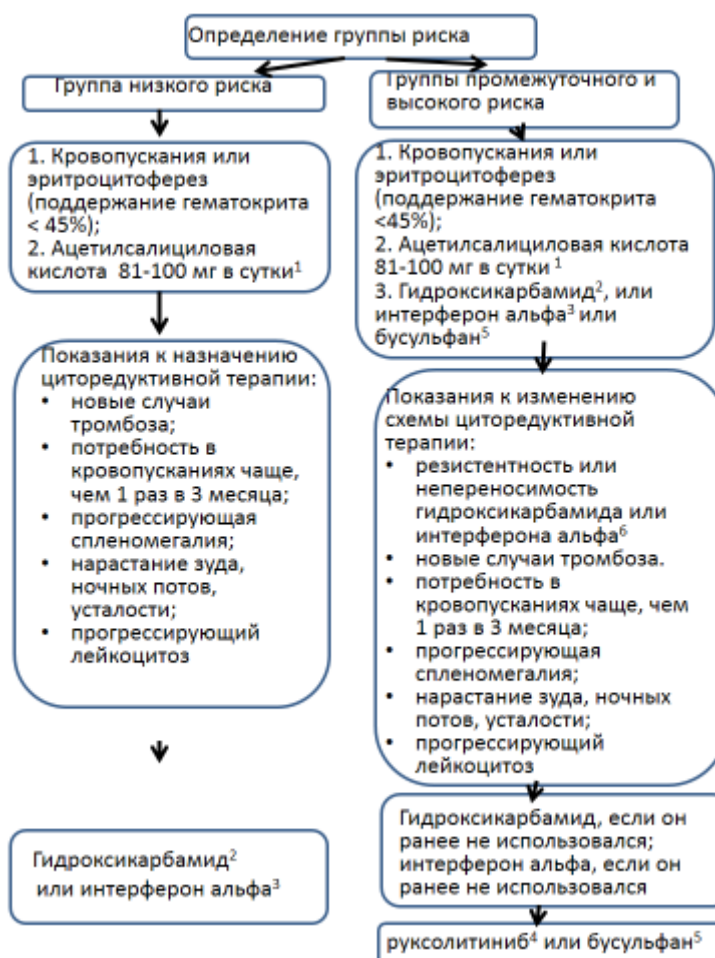 Определение группы риска
Группа низкого риска
Группы промежуточного и
высокого риска
1. Кровопускания или
эритроцитоферез
(поддержание гематокрита
< 45%);
2. Ацетилсалициловая
кислота 81-100 мг в сутки¹
1. Кровопускания или
эритроцитоферез
(поддержание гематокрита
<45%);
2. Ацетилсалициловая кислота
81-100 мг в сутки ¹
3. Гидроксикарбамид², или
интерферон альфа³ или
бусульфан⁵
Показания к назначению
циторедуктивной терапии:
• новые случаи
тромбоза;
• потребность в
кровопусканиях чаще,
чем 1 раз в 3 месяца;
• прогрессирующая
спленомегалия;
• нарастание зуда,
ночных потов,
усталости;
• прогрессирующий
лейкоцитоз
Показания к изменению
схемы циторедуктивной
терапии:
• резистентность или
непереносимость
гидроксикарбамида или
интерферона альфа⁶
• новые случаи тромбоза.
• потребность в
кровопусканиях чаще, чем
1 раз в 3 месяца;
• прогрессирующая
спленомегалия;
• нарастание зуда, ночных
потов, усталости;
• прогрессирующий
лейкоцитоз
Гидроксикарбамид²
или интерферон альфа³
Гидроксикарбамид, если он
ранее не использовался;
интерферон альфа, если он
ранее не использовался
руксолитиниб⁴ или бусульфан⁵